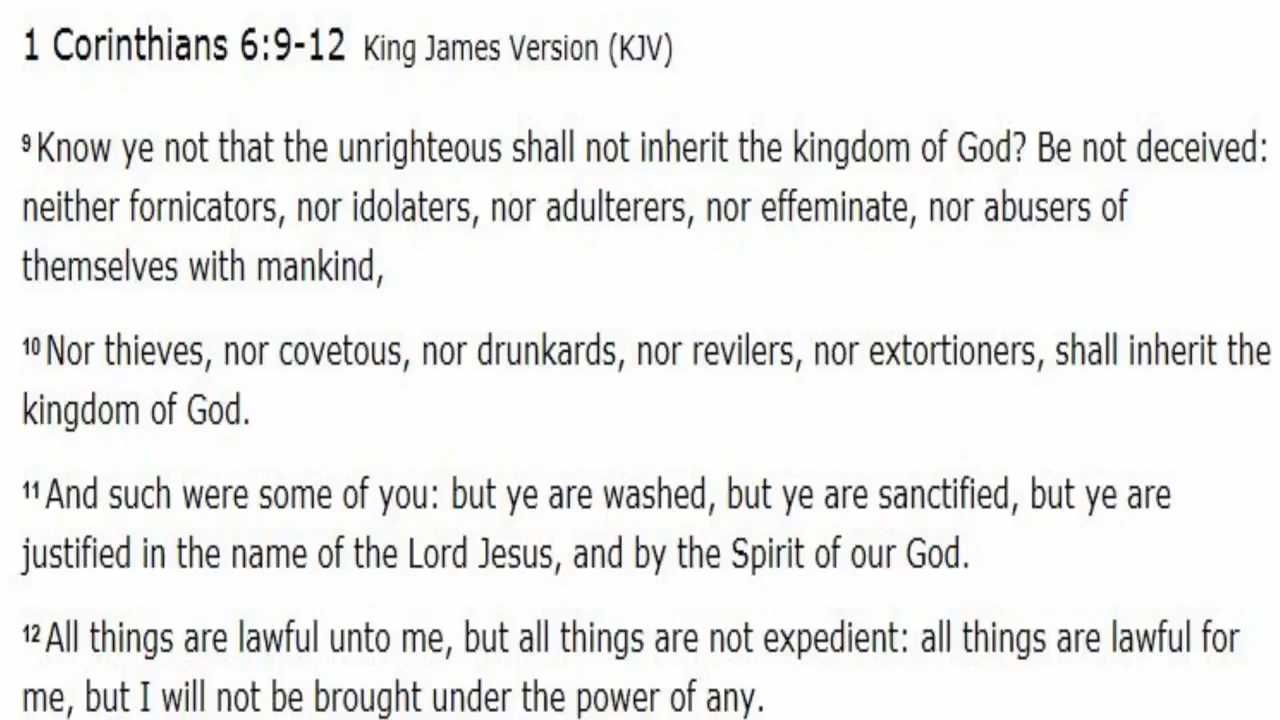 1 Corinthians 6:9-12 King James Version (KJV)
9 Know ye not that the unrighteous shall not inherit the kingdom of God? Be not deceived:
neither fornicators, nor idolaters, nor adulterers, nor effeminate, nor abusers of
themselves with mankind,
10 Nor thieves, nor covetous, nor drunkards, nor revilers, nor extortioners, shall inherit the
kingdom of God.
11 And such were some of you: but ye are washed, but ye are sanctified, but ye are
justified in the name of the Lord Jesus, and by the Spirit of our God.
12 All things are lawful unto me, but all things are not expedient: all things are lawful for
me, but I will not be brought under the power of any.